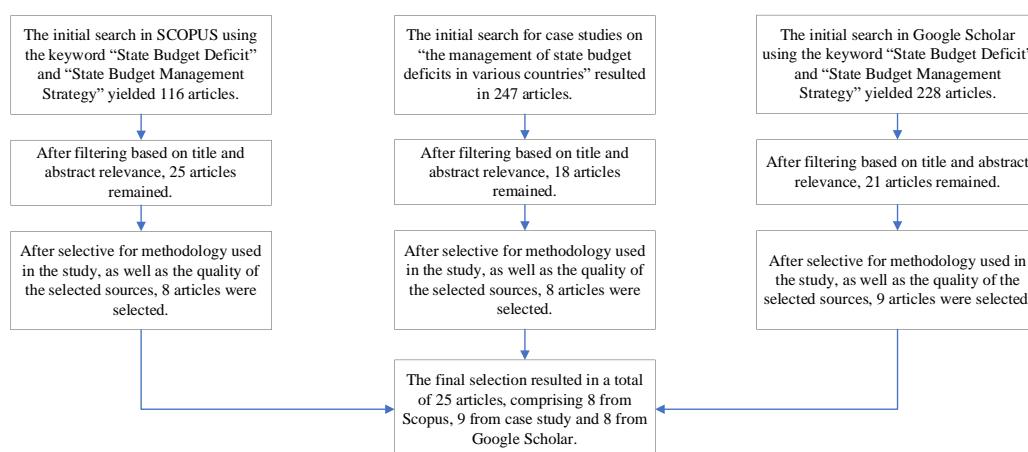 The initial search in SCOPUS using
the keyword “State Budget Deficit”
and “State Budget Management
Strategy” yielded 116 articles.
The initial search for case studies on
“the management of state budget
deficits in various countries” resulted
in 247 articles.
The initial search in Google Scholar
using the keyword “State Budget Deficit”
and “State Budget Management
Strategy” yielded 228 articles.
After filtering based on title and
abstract relevance, 25 articles
remained.
After filtering based on title and
abstract relevance, 18 articles
remained.
After filtering based on title and abstract
relevance, 21 articles remained.
After selective for methodology used
in the study, as well as the quality of
the selected sources, 8 articles were
selected.
After selective for methodology used
in the study, as well as the quality of
the selected sources, 8 articles were
selected.
After selective for methodology used in
the study, as well as the quality of the
selected sources, 9 articles were selected
The final selection resulted in a total
of 25 articles, comprising 8 from
Scopus, 9 from case study and 8 from
Google Scholar.